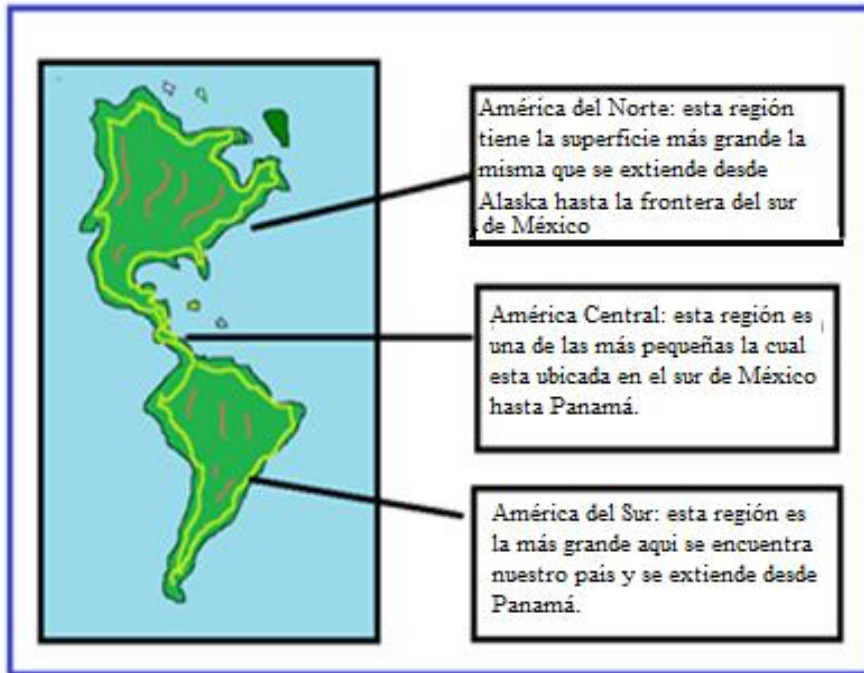 América del Norte: esta región
tiene la superficie más grande la
misma que se extiende desde
Alaska hasta la frontera del sur
de México
América Central: esta región es
una de las más pequeñas la cual
esta ubicada en el sur de México
hasta Panamá.
América del Sur: esta región es
la más grande aqui se encuentra
nuestro pais y se extiende desde
Panamá.